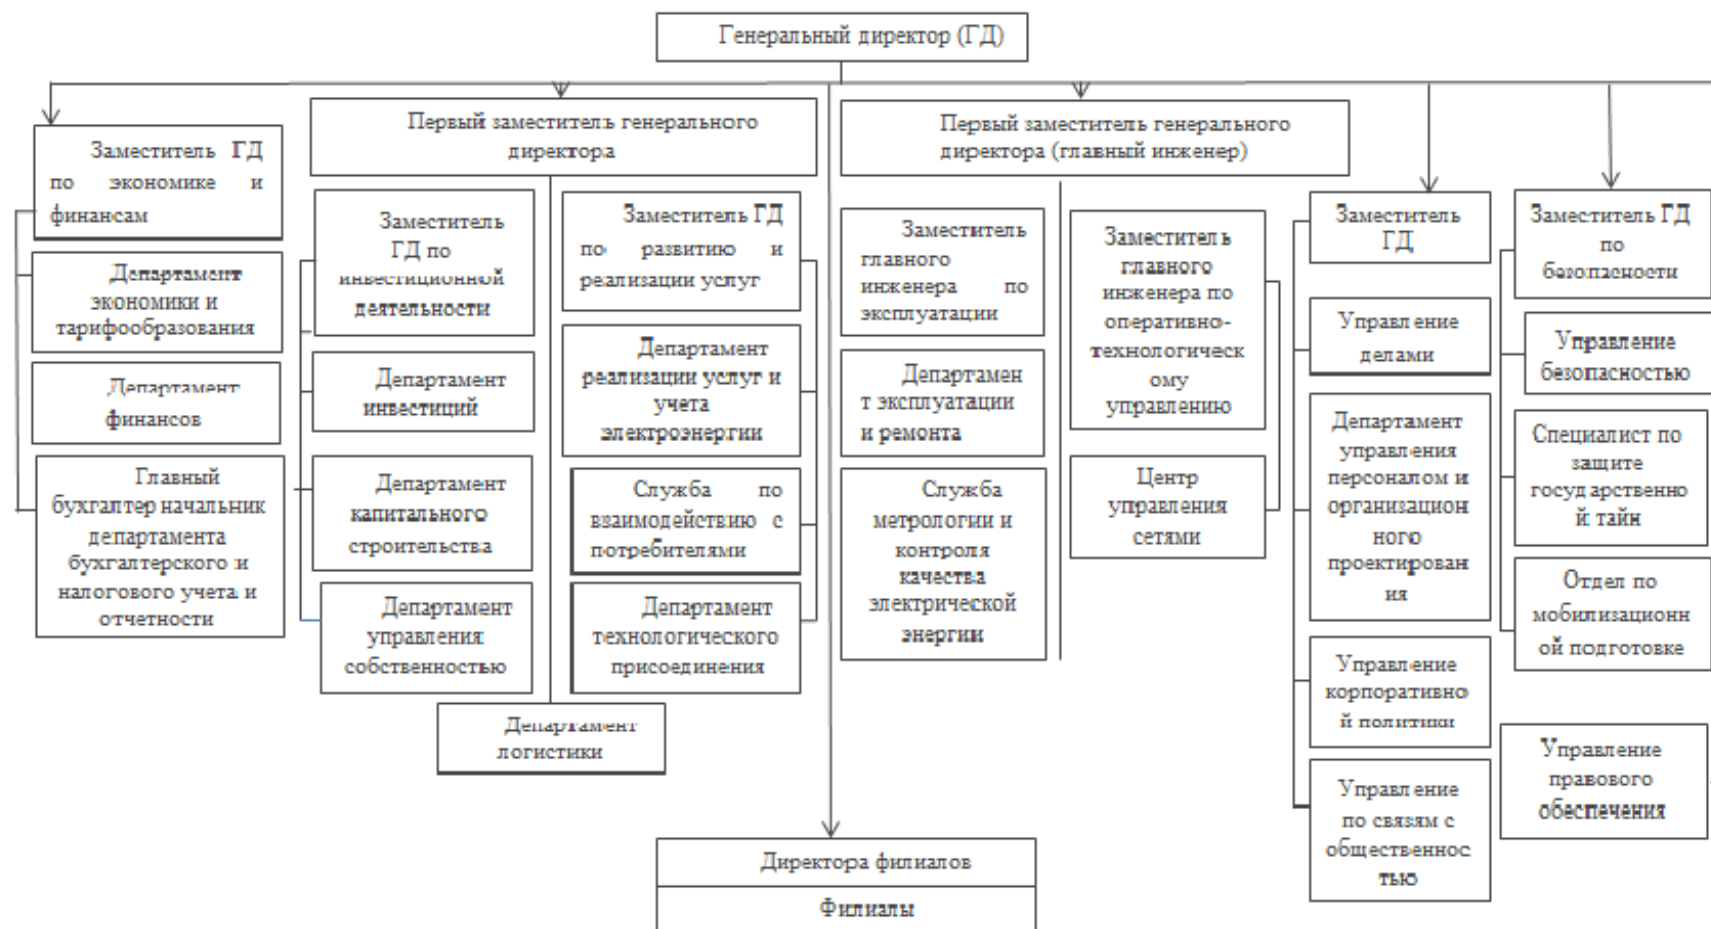 Генеральный директор (ГД)
Заместитель ГД
по экономике и
финансам
Департамент
экономики и
тарифообразования
Департамент
финансов
Главный
бухгалтер начальник
департамента
бухгалтерского и
налогового учета и
отчетности
Первый заместитель генерального
директора
Заместитель
ГД по
инвестиционной
деятельности
Департамент
инвестиций
Департамент
капитального
строительства
Департамент
управления
собственностью
Заместитель ГД
по развитию и
реализации услуг
Департамент
реализации услуг и
учета
электроэнергии
Служба по
взаимодействию с
потребителями
Департамент
технологического
присоединения
Департамент
логистики
Первый заместитель генерального
директора (главный инженер)
Заместитель
главного
инженера по
эксплуатации
Департамен
т эксплуатации
и ремонта
Служба
метрологии и
контроля
качества
электрической
энергии
Заместитель
главного
инженера по
оперативно-
технологическ
ому
управлению
Центр
управления
сетями
Заместитель
ГД
Управление
делами
Департамент
управления
персоналом и
организацион
ного
проектирован
ия
Управление
корпоративно
й политики
Управление
по связям с
общественнос
тью
Заместитель ГД
по
безопасности
Управление
безопасностью
Специалист по
защите
государственно
й тайн
Отдел по
мобилизационн
ой подготовке
Управление
правового
обеспечения
Директора филиалов
Филиалы